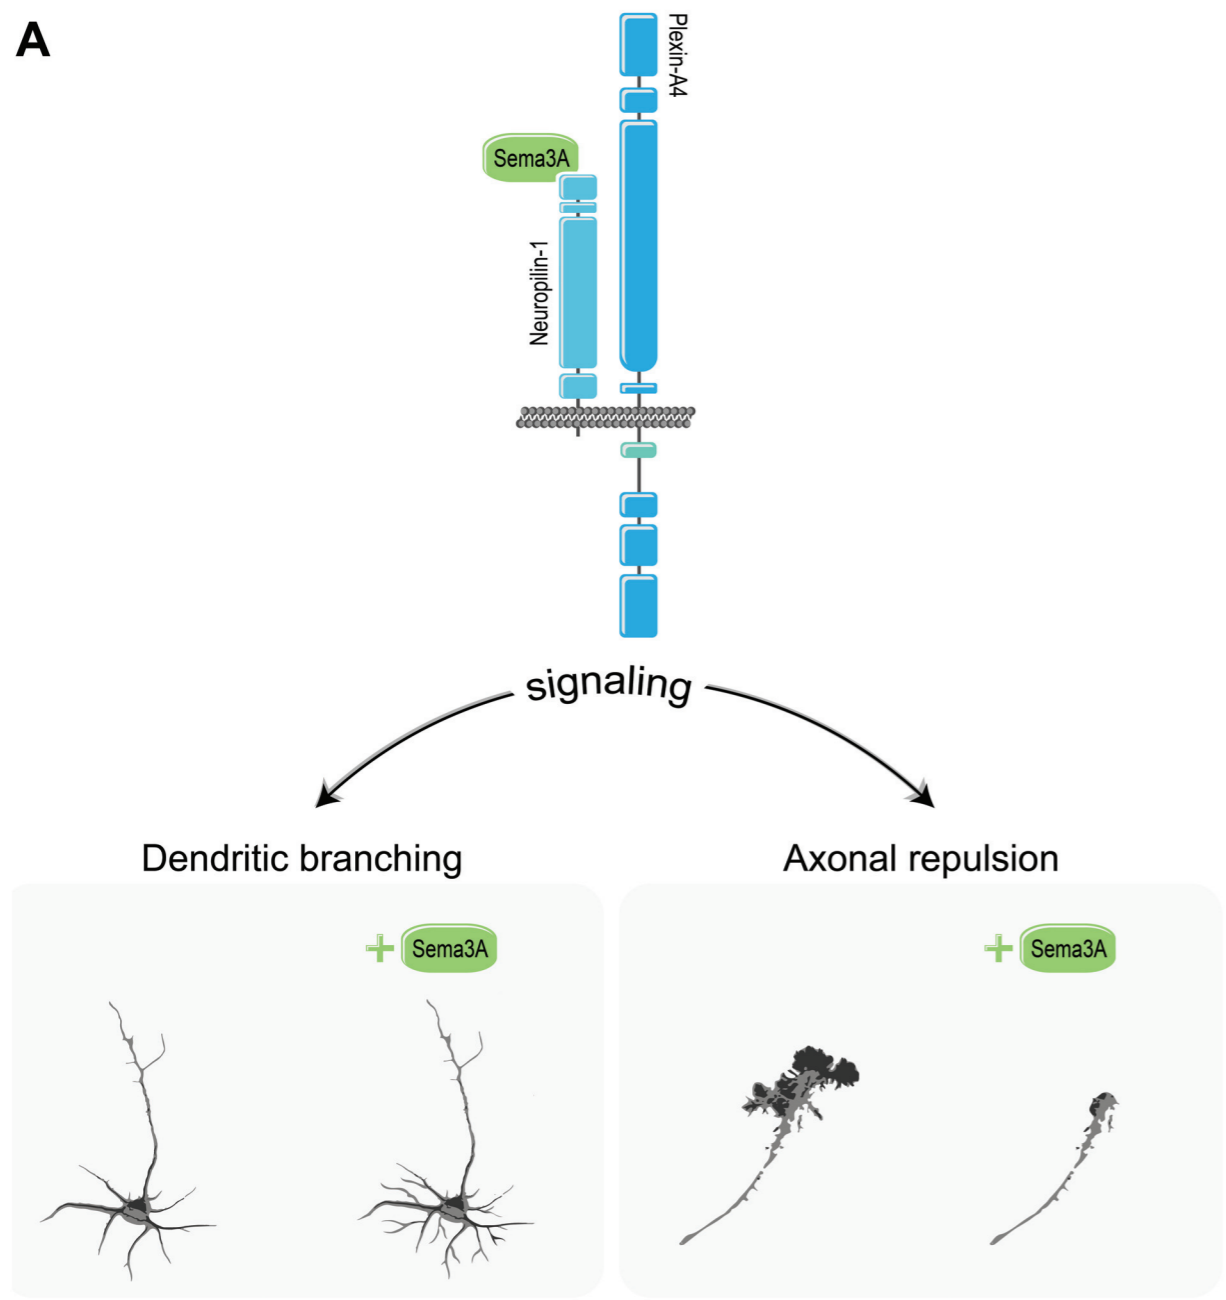 A
Plexin-A4
Sema3A
Neuropilin-1
signaling
Dendritic branching
Axonal repulsion
+ Sema3A
+ Sema3A